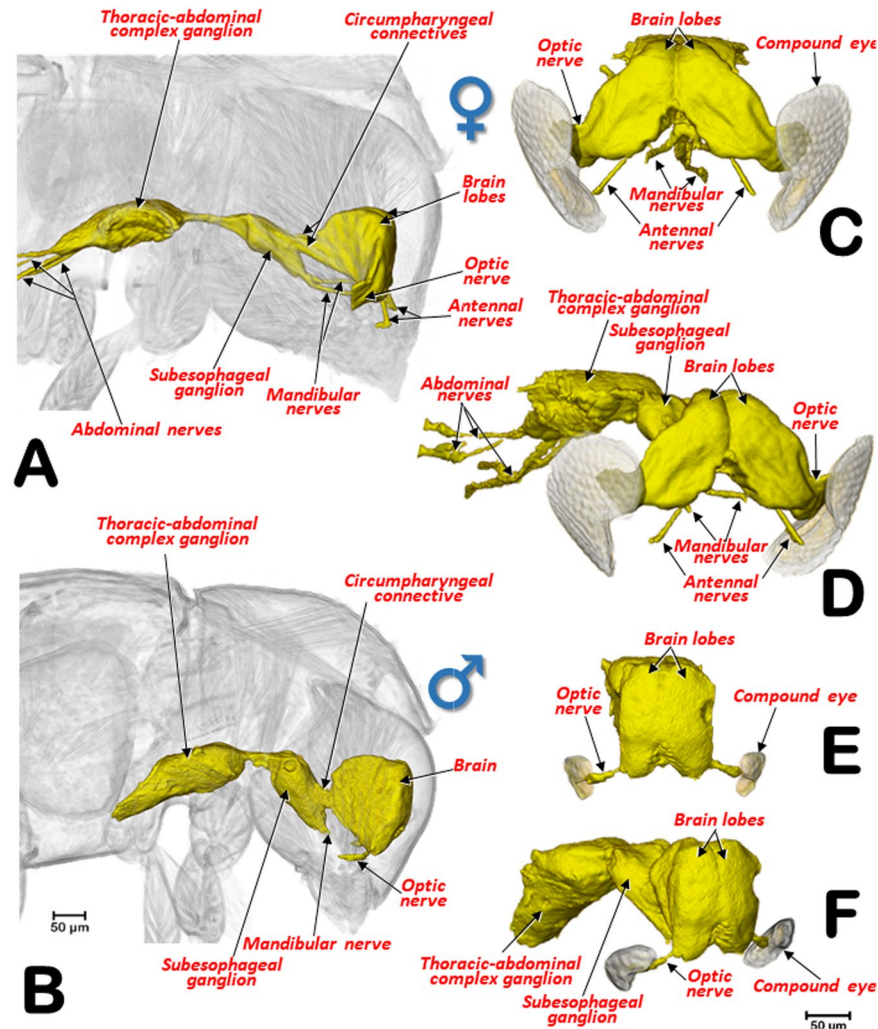 Thoracic-abdominal
complex ganglion
Circumpharyngeal
connectives
Brain
lobes
Optic
nerve
Antennal
nerves
Subesophageal
ganglion
Mandibular
nerves
Abdominal nerves
A
Brain lobes
Optic
nerve
Compound eye
Mandibular
nerves
Antennal
nerves
C
Thoracic-abdominal
complex ganglion
Subesophageal
ganglion
Brain lobes
Abdominal
nerves
Optic
nerve
Mandibular
nerves
Antennal
nerves
D
Thoracic-abdominal
complex ganglion
Circumpharyngeal
connective
Brain
Optic
nerve
Mandibular nerve
Subesophageal
ganglion
50 µm
B
Brain lobes
Optic
nerve
Compound eye
E
Brain lobes
Thoracic-abdominal
complex ganglion
Subesophageal
ganglion
Optic
nerve
Compound eye
F
50 µm